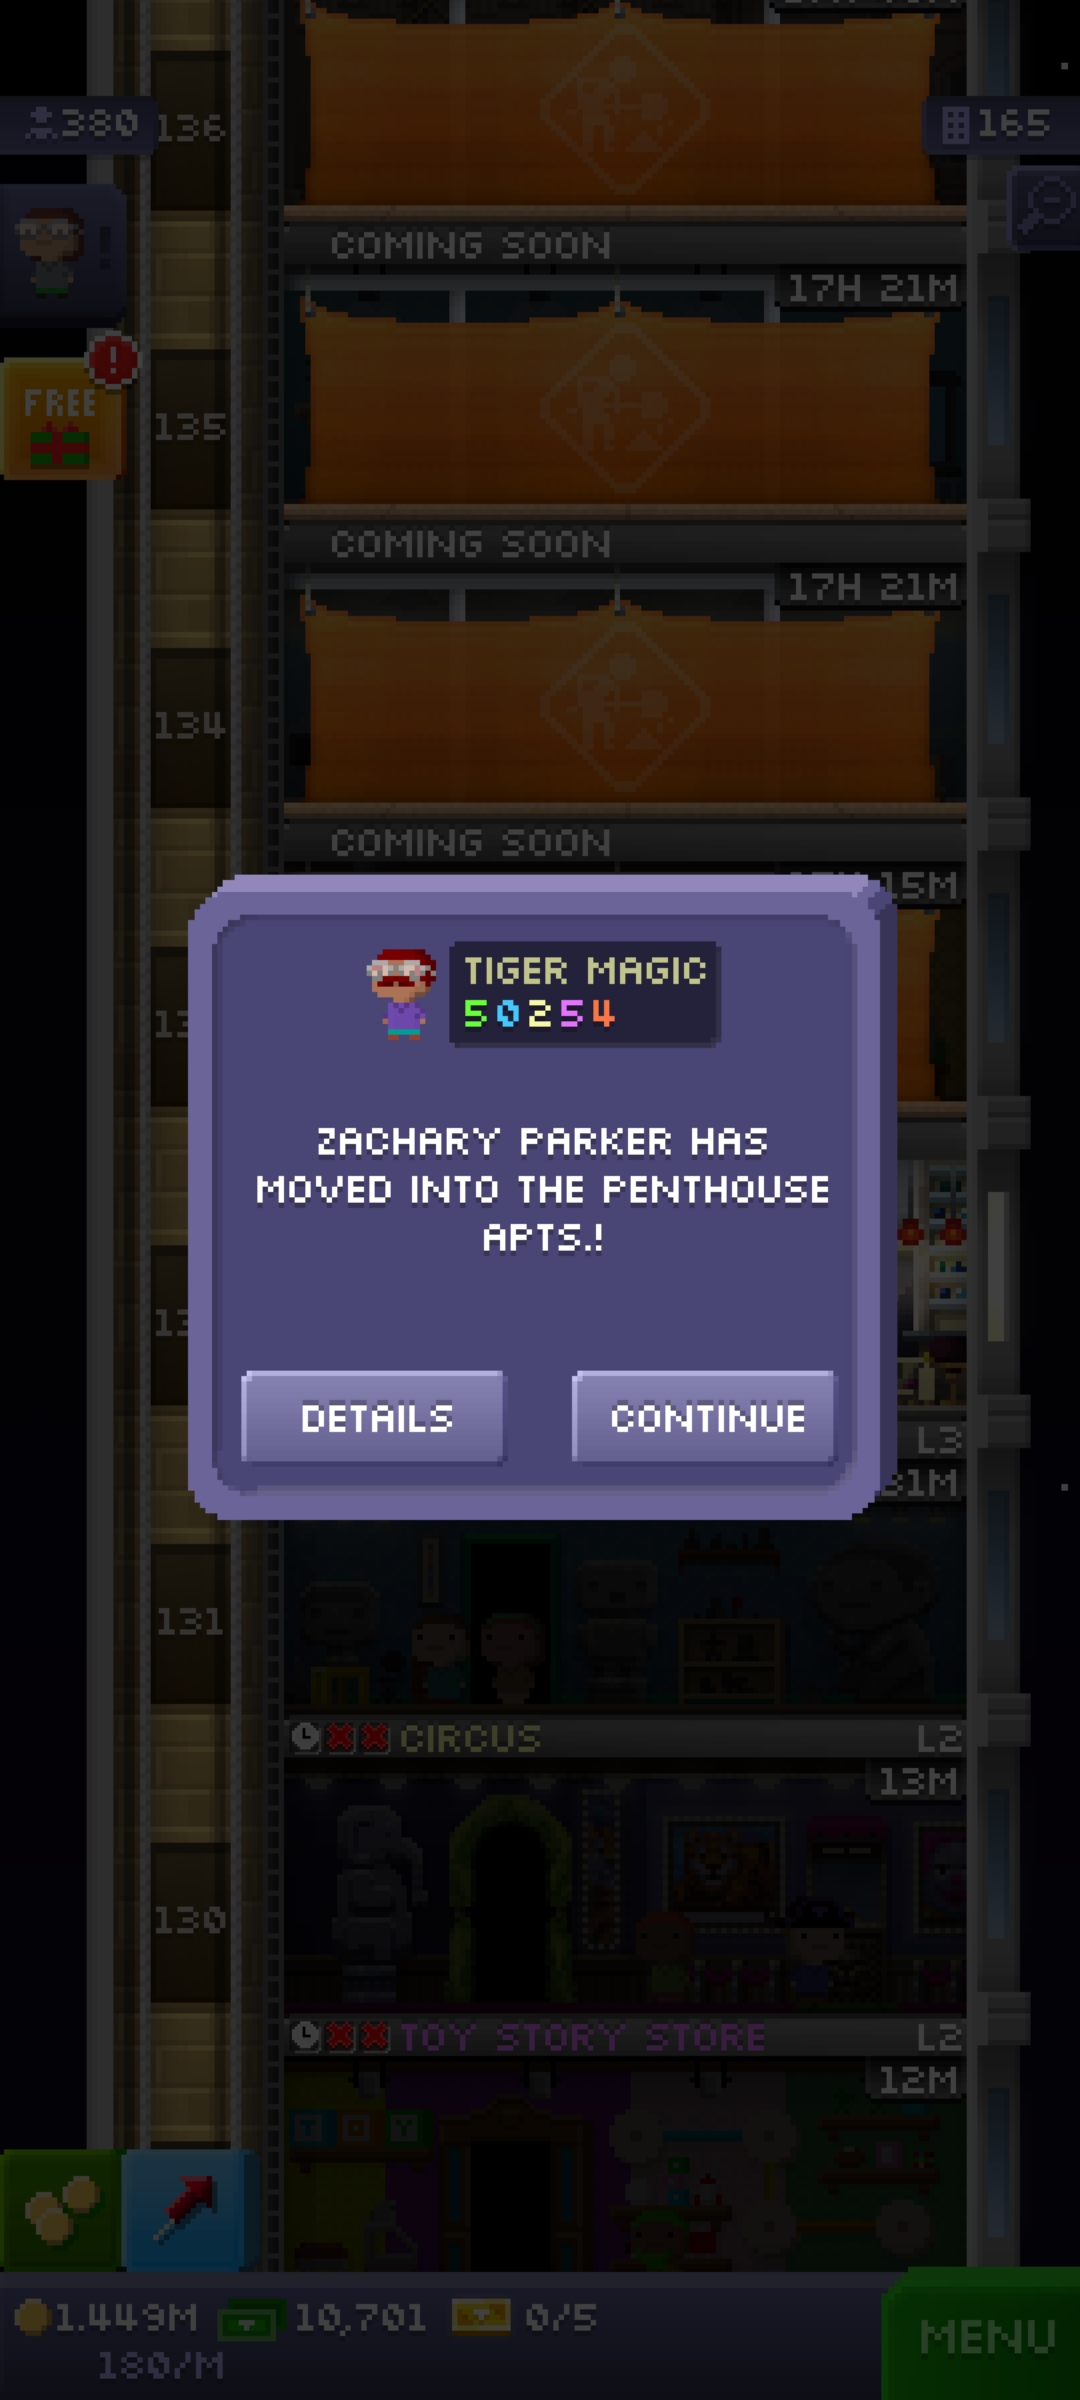 380
136
165
COMING SOON
17H 21M
FREE
135
COMING SOON
17H 21M
134
COMING SOON
15M
TIGER MAGIC
50254
ZACHARY PARKER HAS
MOVED INTO THE PENTHOUSE
APTS.!
DETAILS
CONTINUE
L3
31M
131
CIRCUS
L2
13M
130
TOY STORY STORE
L2
12M
1.449M
10,701
0/5
180/M
MENU